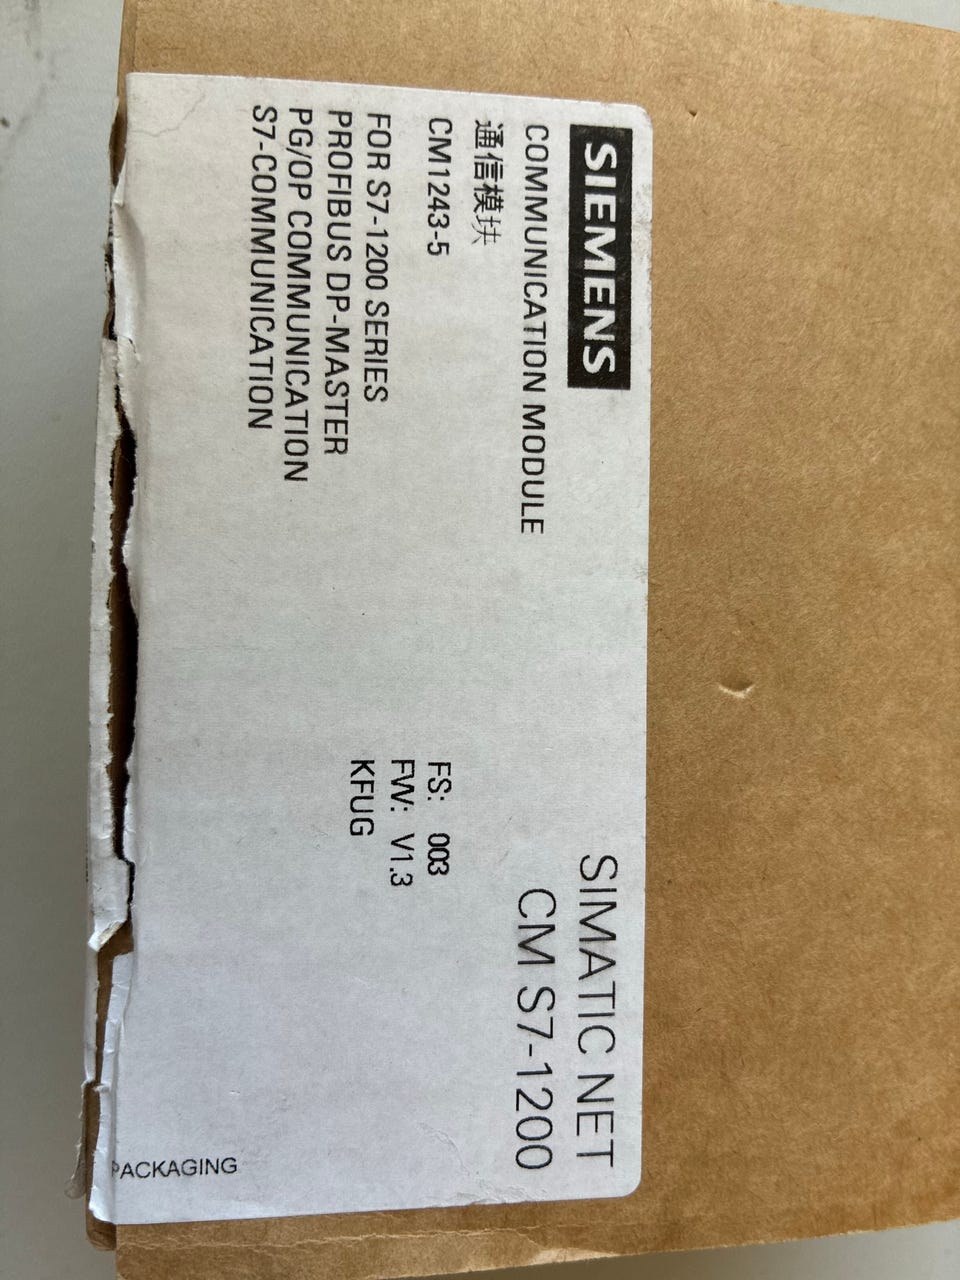 SIEMENS
SIMATIC NET
COMMUNICATION MODULE
CM S7-1200
通信模块
CM1243-5
FS: 003
FW: V1.3
KFUG
FOR S7-1200 SERIES
PROFIBUS DP-MASTER
PG/OP COMMUNICATION
S7-COMMUNICATION
PACKAGING